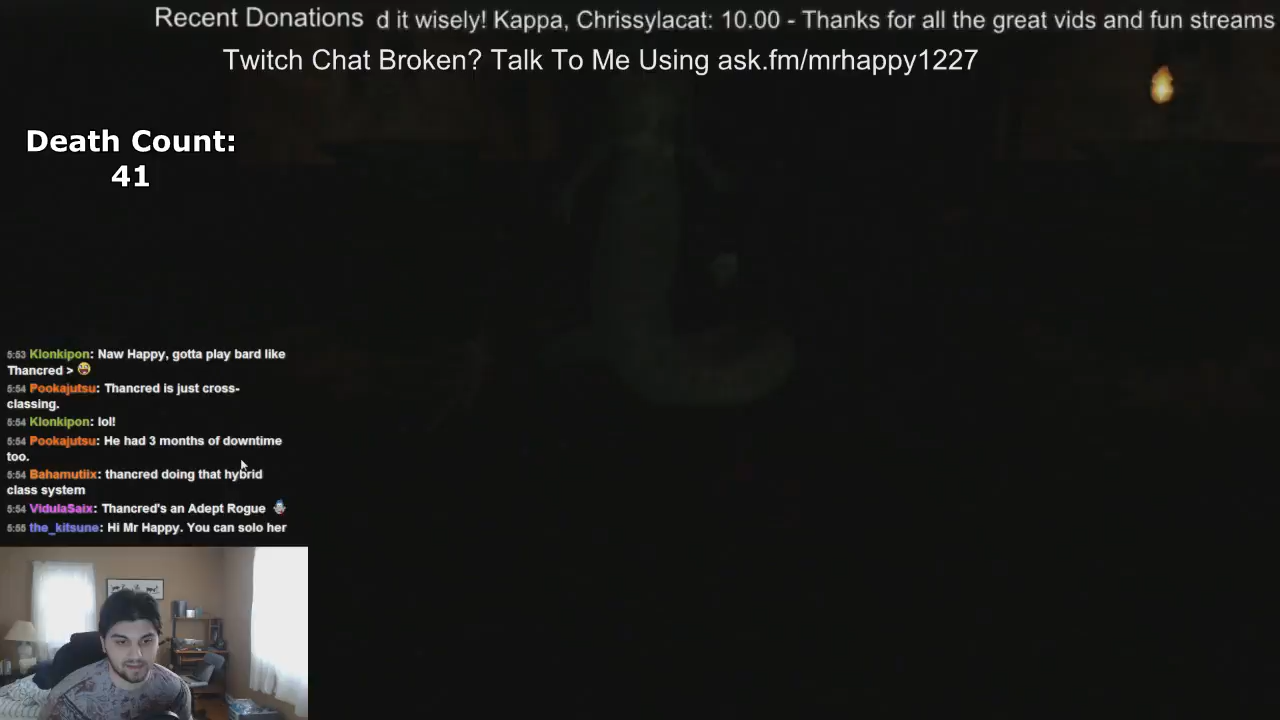 Recent Donations d it wisely! Kappa, Chrissylacat: 10.00 - Thanks for all the great vids and fun streams
Twitch Chat Broken? Talk To Me Using ask.fm/mrhappy1227
Death Count:
41
5:53 Klonkipon: Naw Happy, gotta play bard like
Thancred >
5:54 Pookajutsu: Thancred is just cross-
classing.
5:54 Klonkipon: lol!
5:54 Pookajutsu: He had 3 months of downtime
too.
5:54 Bahamutiix: thancred doing that hybrid
class system
5:54 VidulaSaix: Thancred's an Adept Rogue
5:55 the_kitsune: Hi Mr Happy. You can solo her